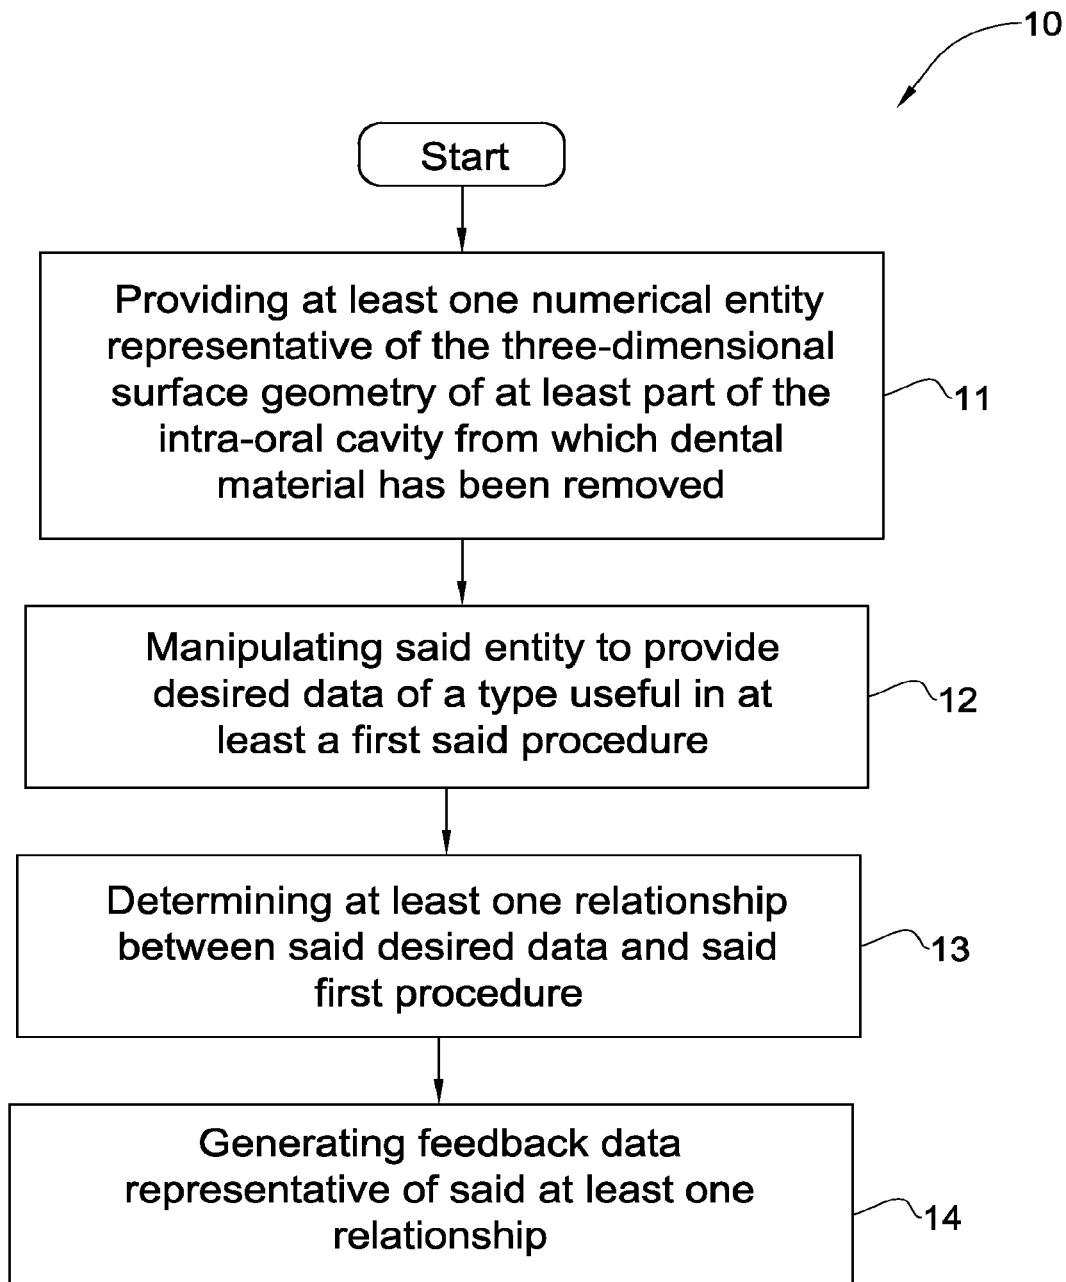 10
Start
Providing at least one numerical entity
representative of the three-dimensional
surface geometry of at least part of the
intra-oral cavity from which dental
material has been removed
11
Manipulating said entity to provide
desired data of a type useful in at
least a first said procedure
12
Determining at least one relationship
between said desired data and said
first procedure
13
Generating feedback data
representative of said at least one
relationship
14